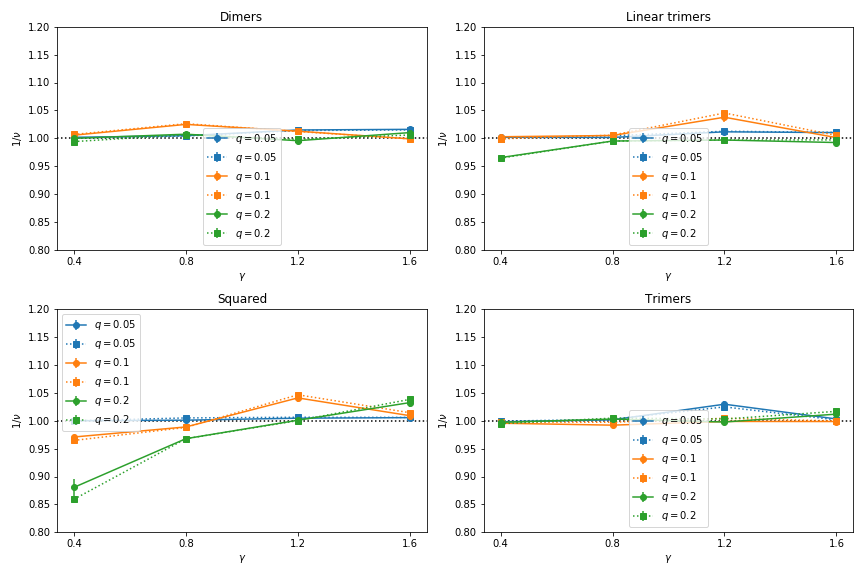 Dimers
1.20
1.15
1.10
1.05
1.00
0.95
0.90
0.85
0.80
1/ν
q = 0.05
q = 0.05
q = 0.1
q = 0.1
q = 0.2
q = 0.2
0.4 0.8 1.2 1.6
γ
Linear trimers
1.20
1.15
1.10
1.05
1.00
0.95
0.90
0.85
0.80
1/ν
q = 0.05
q = 0.05
q = 0.1
q = 0.1
q = 0.2
q = 0.2
0.4 0.8 1.2 1.6
γ
Squared
1.20
1.15
1.10
1.05
1.00
0.95
0.90
0.85
0.80
1/ν
q = 0.05
q = 0.05
q = 0.1
q = 0.1
q = 0.2
q = 0.2
0.4 0.8 1.2 1.6
γ
Trimers
1.20
1.15
1.10
1.05
1.00
0.95
0.90
0.85
0.80
1/ν
q = 0.05
q = 0.05
q = 0.1
q = 0.1
q = 0.2
q = 0.2
0.4 0.8 1.2 1.6
γ